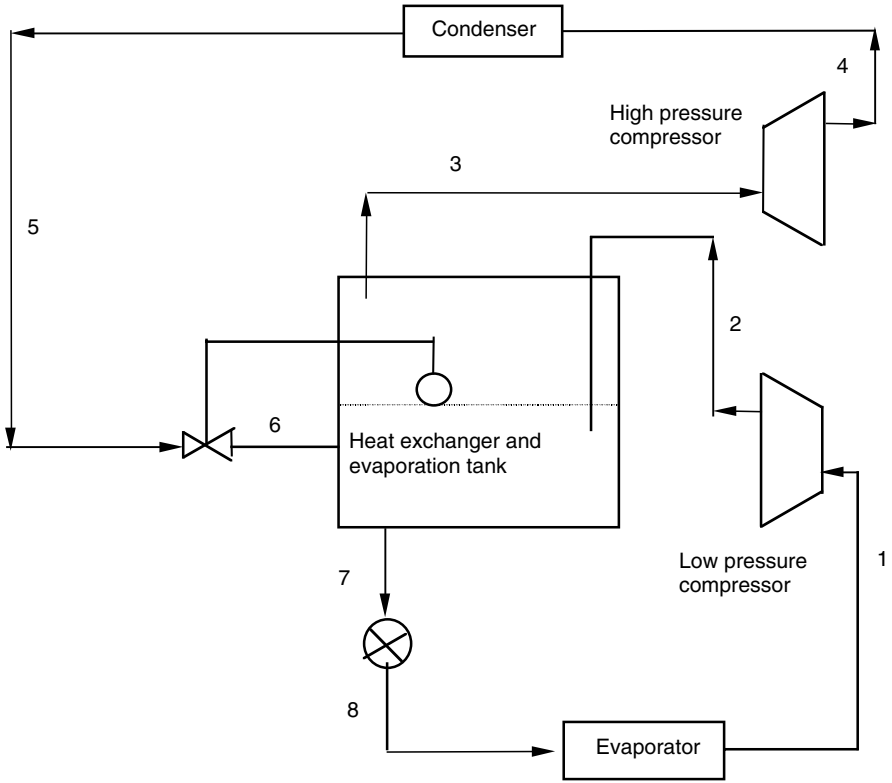 Condenser
4
High pressure
compressor
3
5
2
6
Heat exchanger and
evaporation tank
Low pressure
compressor
1
7
8
Evaporator